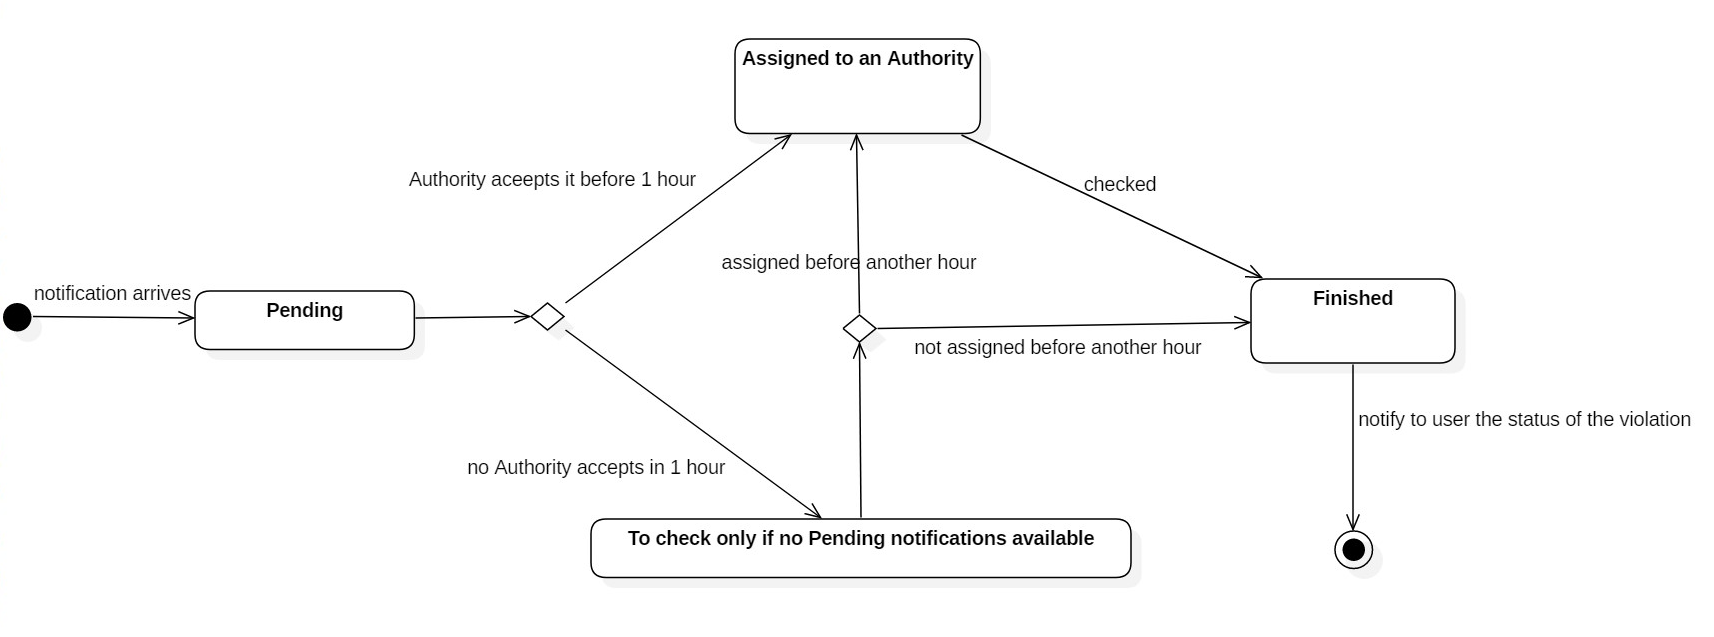 Assigned to an Authority
Authority aceepts it before 1 hour
checked
assigned before another hour
notification arrives
Pending
Finished
not assigned before another hour
notify to user the status of the violation
no Authority accepts in 1 hour
To check only if no Pending notifications available